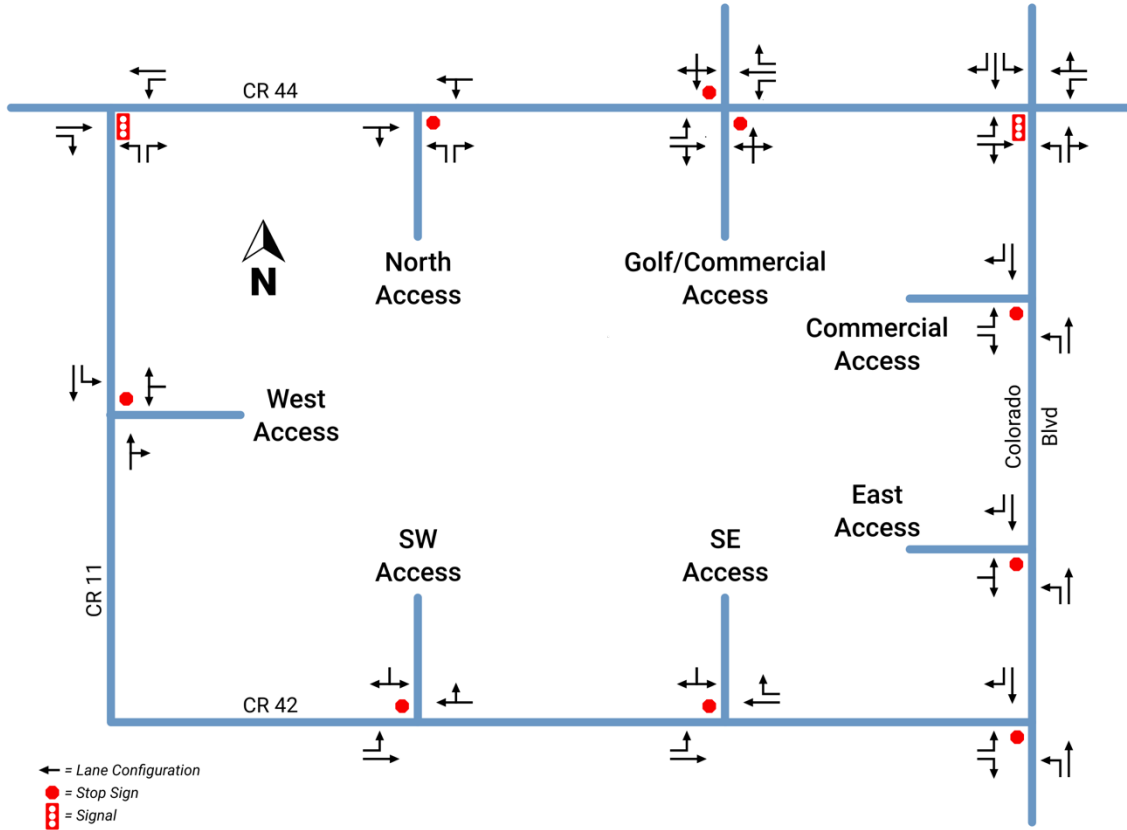 CR 44
North
Access
Golf/Commercial
Access
N
Commercial
Access
West
Access
Colorado
Blvd
East
Access
SW
Access
SE
Access
CR 11
CR 42
= Lane Configuration
= Stop Sign
= Signal